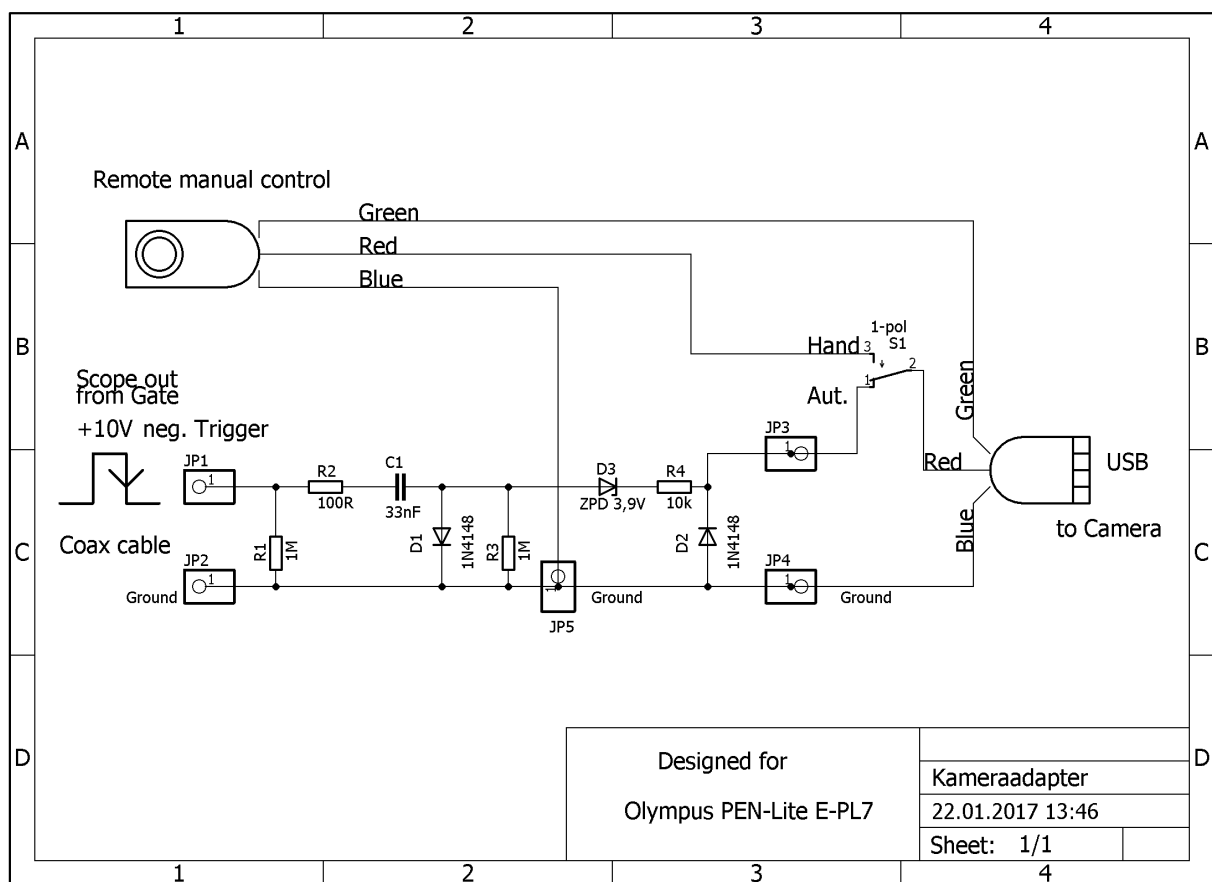 1 2 3 4
A A
Remote manual control
Green
Red
Blue
B B
1-pol
S1
Hand 3
2
1
Aut.
Scope out
from Gate
+10V neg. Trigger
Green
JP1
1
R2
100R
C1
33nF
D3
ZPD 3,9V
R4
10k
JP3
1
Red
USB
C C
Coax cable
R1
1M
D1
1N4148
R3
1M
D2
1N4148
Blue
to Camera
JP2
1
Ground
1
JP5
Ground
JP4
1
Ground
D D
Designed for
Olympus PEN-Lite E-PL7
Kameraadapter
22.01.2017 13:46
Sheet: 1/1
1 2 3 4